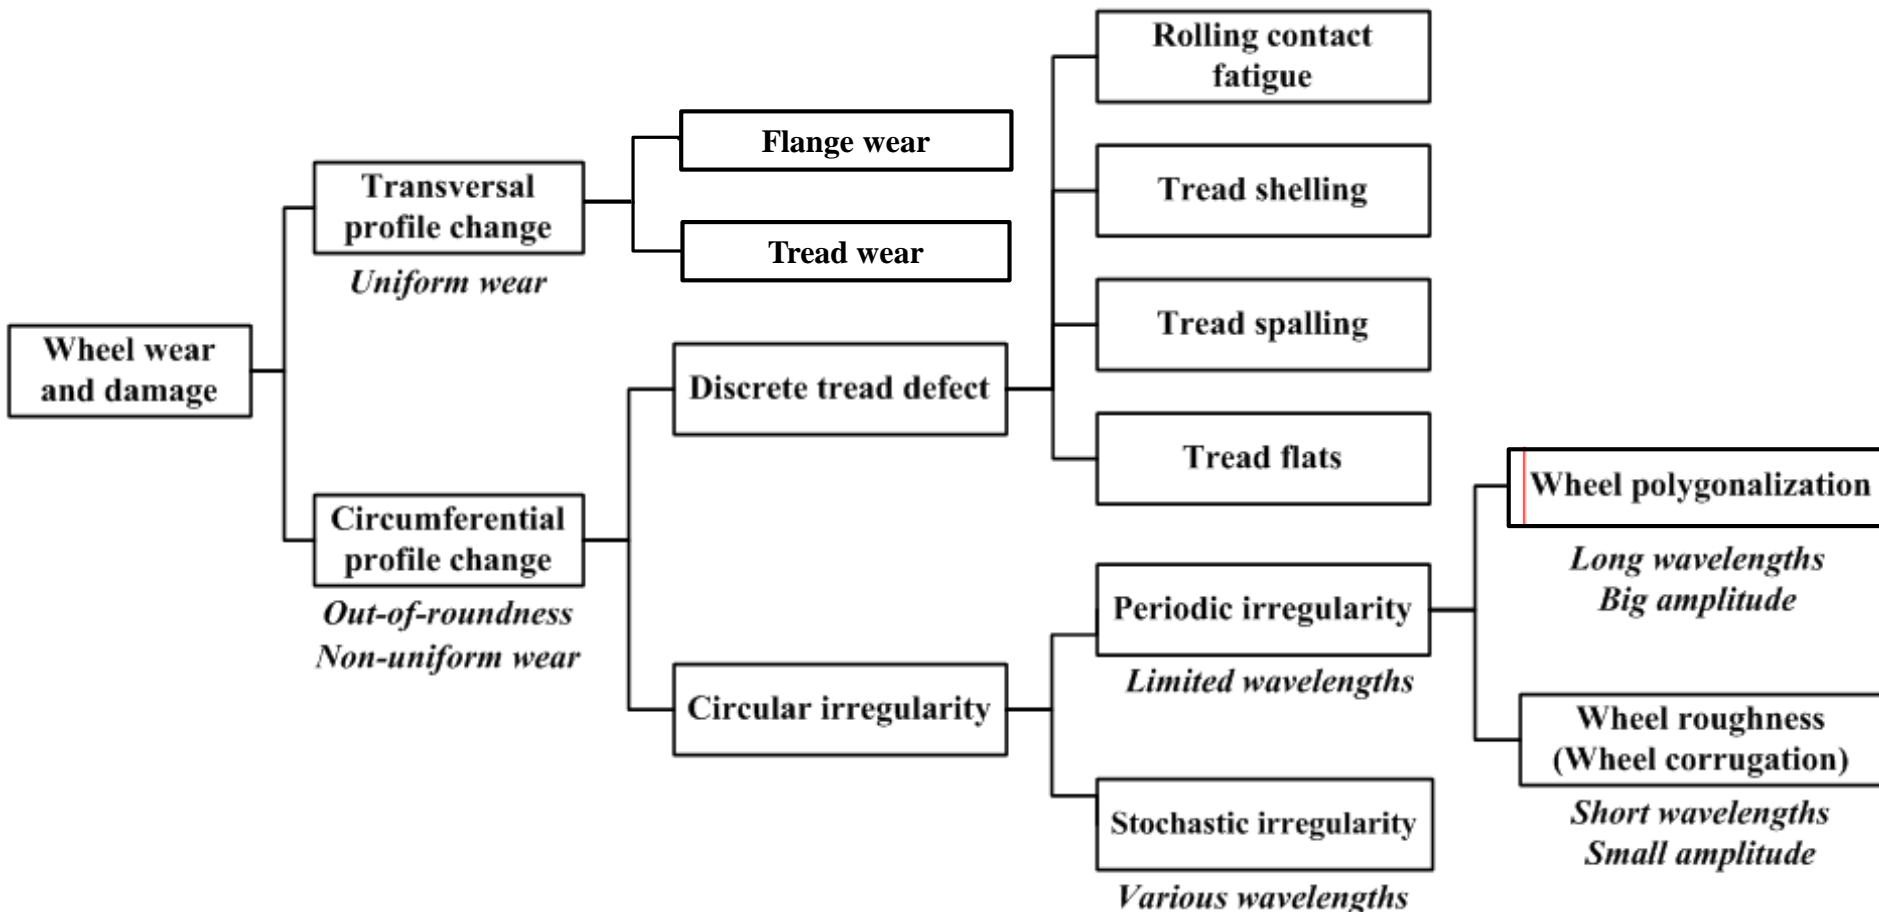 Wheel wear
and damage
Transversal
profile change
Uniform wear
Circumferential
profile change
Out-of-roundness
Non-uniform wear
Flange wear
Tread wear
Discrete tread defect
Circular irregularity
Rolling contact
fatigue
Tread shelling
Tread spalling
Tread flats
Periodic irregularity
Limited wavelengths
Stochastic irregularity
Various wavelengths
Wheel polygonalization
Long wavelengths
Big amplitude
Wheel roughness
(Wheel corrugation)
Short wavelengths
Small amplitude